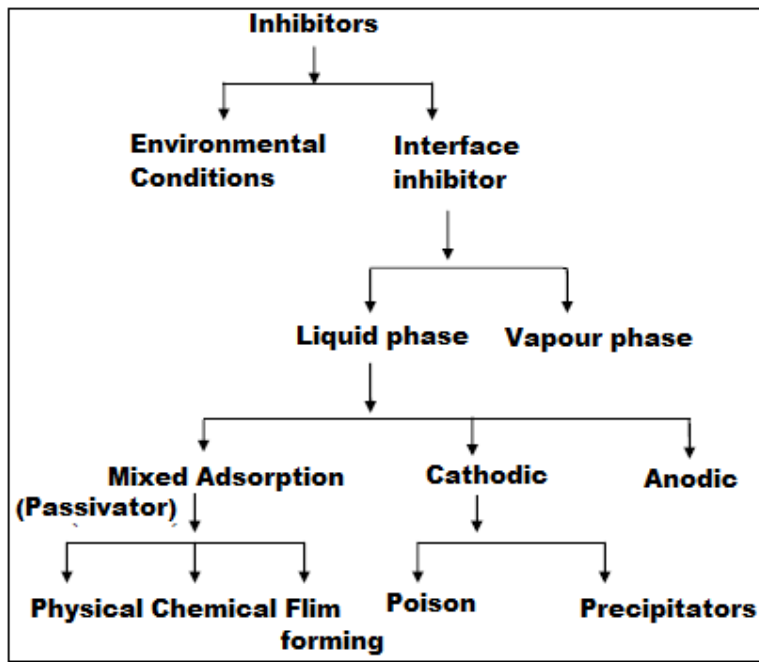 Inhibitors
Environmental
Conditions
Interface
inhibitor
Liquid phase
Vapour phase
Mixed Adsorption
(Passivator)
Cathodic
Anodic
Physical Chemical Flim
forming
Poison
Precipitators